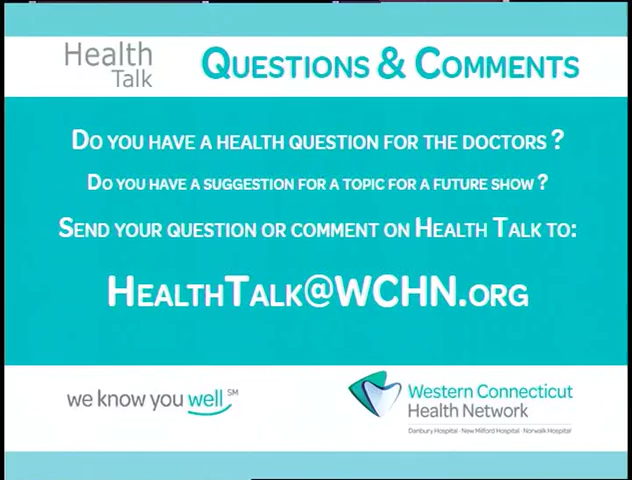 Health
Talk
QUESTIONS & COMMENTS
DO YOU HAVE A HEALTH QUESTION FOR THE DOCTORS ?
DO YOU HAVE A SUGGESTION FOR A TOPIC FOR A FUTURE SHOW ?
SEND YOUR QUESTION OR COMMENT ON HEALTH TALK TO:
HEALTHTALK@WCHN.ORG
we know you well SM
Western Connecticut
Health Network
Danbury Hospital · New Milford Hospital · Norwalk Hospital